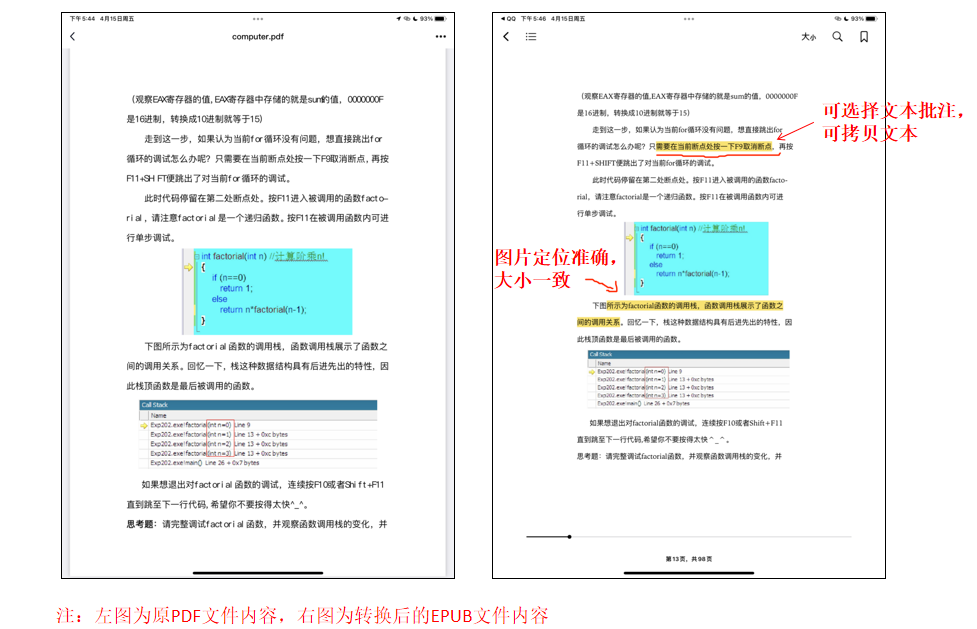 下午5:44 4月15日周五
93%
computer.pdf
（观察EAX寄存器的值,EAX寄存器中存储的就是sum的值，0000000F
是16进制，转换成10进制就等于15）
走到这一步，如果认为当前for循环没有问题，想直接跳出for
循环的调试怎么办呢？只需要在当前断点处按一下F9取消断点,再按
F11+SHIFT便跳出了对当前for循环的调试。
此时代码停留在第二处断点处。按F11进入被调用的函数facto-
rial，请注意factorial是一个递归函数。按F11在被调用函数内可进
行单步调试。
int factorial(int n) //计算阶乘n!
{
if (n==0)
return 1;
else
return n*factorial(n-1);
}
下图所示为factorial函数的调用栈，函数调用栈展示了函数之
间的调用关系。回忆一下，栈这种数据结构具有后进先出的特性，因
此栈顶函数是最后被调用的函数。
Call Stack
Name
Exp202.exe!factorial(int n=0) Line 9
Exp202.exe!factorial(int n=1) Line 13 + 0xc bytes
Exp202.exe!factorial(int n=2) Line 13 + 0xc bytes
Exp202.exe!factorial(int n=3) Line 13 + 0xc bytes
Exp202.exe!main() Line 26 + 0x7 bytes
如果想退出对factorial函数的调试，连续按F10或者Shift+F11
直到跳至下一行代码,希望你不要按得太快^_^。
思考题：请完整调试factorial函数，并观察函数调用栈的变化，并
QQ 下午5:46 4月15日周五
93%
大小
（观察EAX寄存器的值,EAX寄存器中存储的就是sum的值，0000000F
是16进制，转换成10进制就等于15）
走到这一步，如果认为当前for循环没有问题，想直接跳出for
循环的调试怎么办呢？只需要在当前断点处按一下F9取消断点，再按
F11+SHIFT便跳出了对当前for循环的调试。
此时代码停留在第二处断点处。按F11进入被调用的函数facto-
rial，请注意factorial是一个递归函数。按F11在被调用函数内可进
行单步调试。
int factorial(int n) //计算阶乘n!
{
if (n==0)
return 1;
else
return n*factorial(n-1);
}
下图所示为factorial函数的调用栈，函数调用栈展示了函数之
间的调用关系。回忆一下，栈这种数据结构具有后进先出的特性，因
此栈顶函数是最后被调用的函数。
Call Stack
Name
Exp202.exe!factorial(int n=0) Line 9
Exp202.exe!factorial(int n=1) Line 13 + 0xc bytes
Exp202.exe!factorial(int n=2) Line 13 + 0xc bytes
Exp202.exe!factorial(int n=3) Line 13 + 0xc bytes
Exp202.exe!main() Line 26 + 0x7 bytes
如果想退出对factorial函数的调试，连续按F10或者Shift+F11
直到跳至下一行代码,希望你不要按得太快^_^。
思考题：请完整调试factorial函数，并观察函数调用栈的变化，并
第13页，共98页
可选择文本批注，
可拷贝文本
图片定位准确，
大小一致
注：左图为原PDF文件内容，右图为转换后的EPUB文件内容